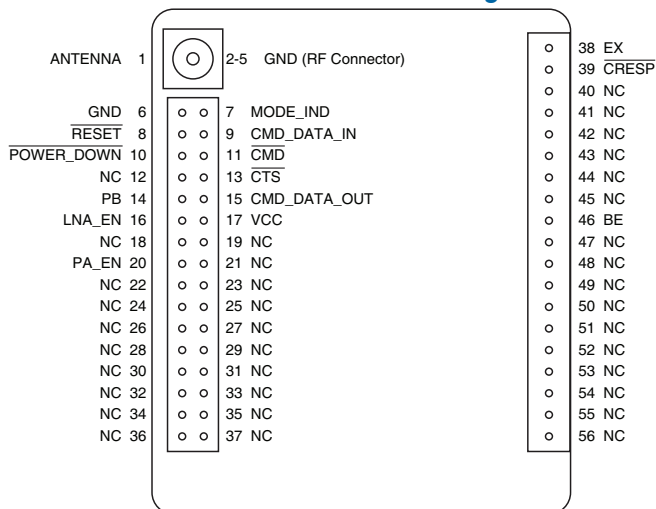 ANTENNA 1
2-5 GND (RF Connector)
GND 6
7 MODE_IND
RESET 8
9 CMD_DATA_IN
POWER_DOWN 10
11 CMD
NC 12
13 CTS
PB 14
15 CMD_DATA_OUT
LNA_EN 16
17 VCC
NC 18
19 NC
PA_EN 20
21 NC
NC 22
23 NC
NC 24
25 NC
NC 26
27 NC
NC 28
29 NC
NC 30
31 NC
NC 32
33 NC
NC 34
35 NC
NC 36
37 NC
38 EX
39 CRESP
40 NC
41 NC
42 NC
43 NC
44 NC
45 NC
46 BE
47 NC
48 NC
49 NC
50 NC
51 NC
52 NC
53 NC
54 NC
55 NC
56 NC